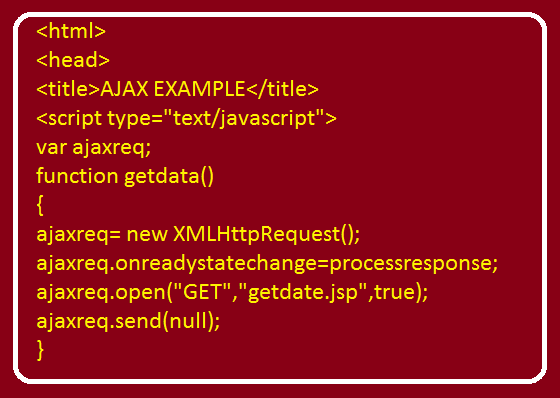 <html>
<head>
<title>AJAX EXAMPLE</title>
<script type="text/javascript">
var ajaxreq;
function getdata()
{
ajaxreq= new XMLHttpRequest();
ajaxreq.onreadystatechange=processresponse;
ajaxreq.open("GET","getdate.jsp",true);
ajaxreq.send(null);
}